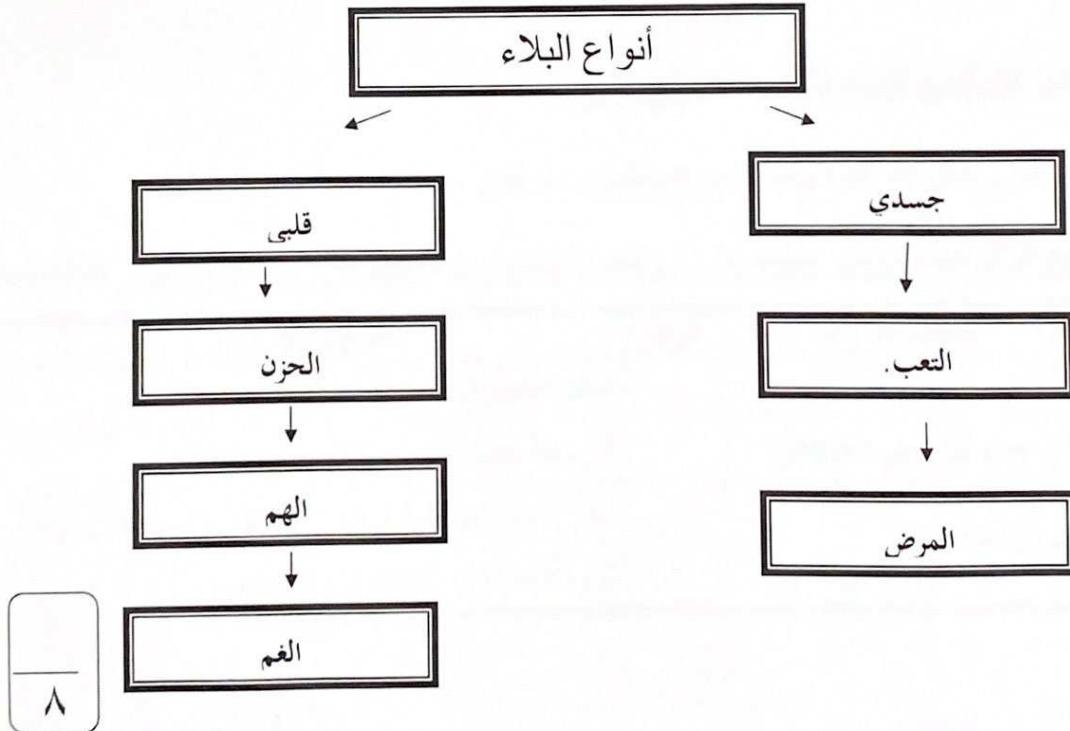 أنواع البلاء
جسدي
قلبي
التعب.
الحزن
المرض
الهم
الغم
٨